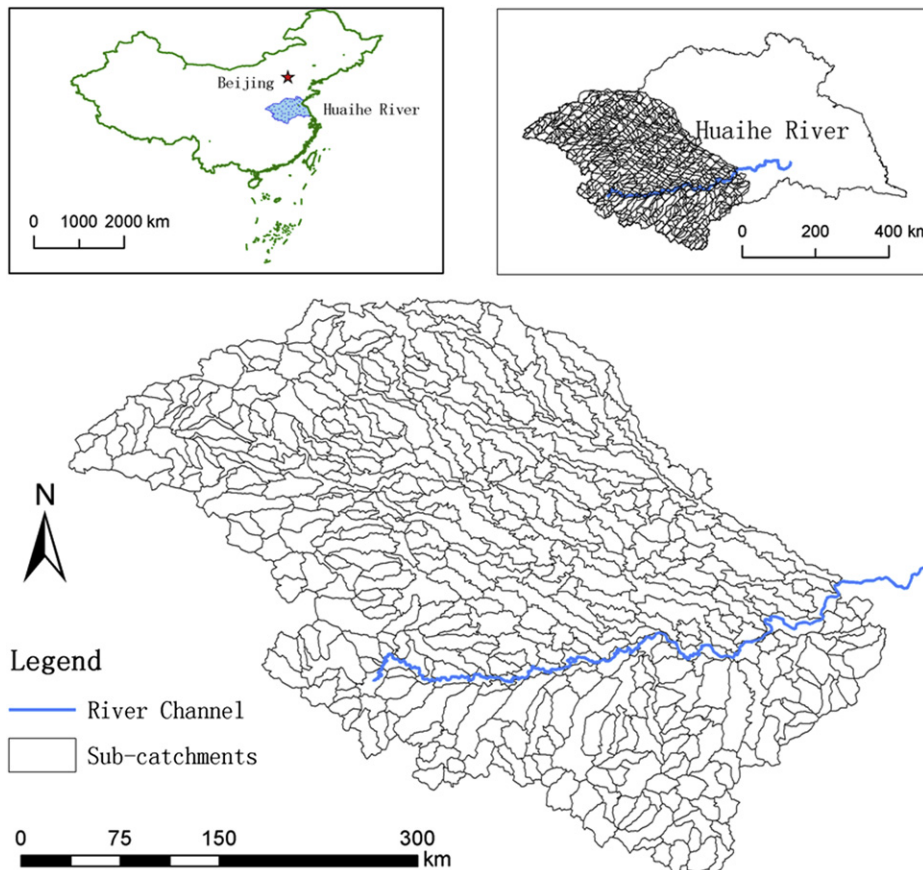 Beijing
Huaihe River
0 1000 2000 km
Huaihe River
0 200 400 km
N
Legend
River Channel
Sub-catchments
0 75 150 300
km